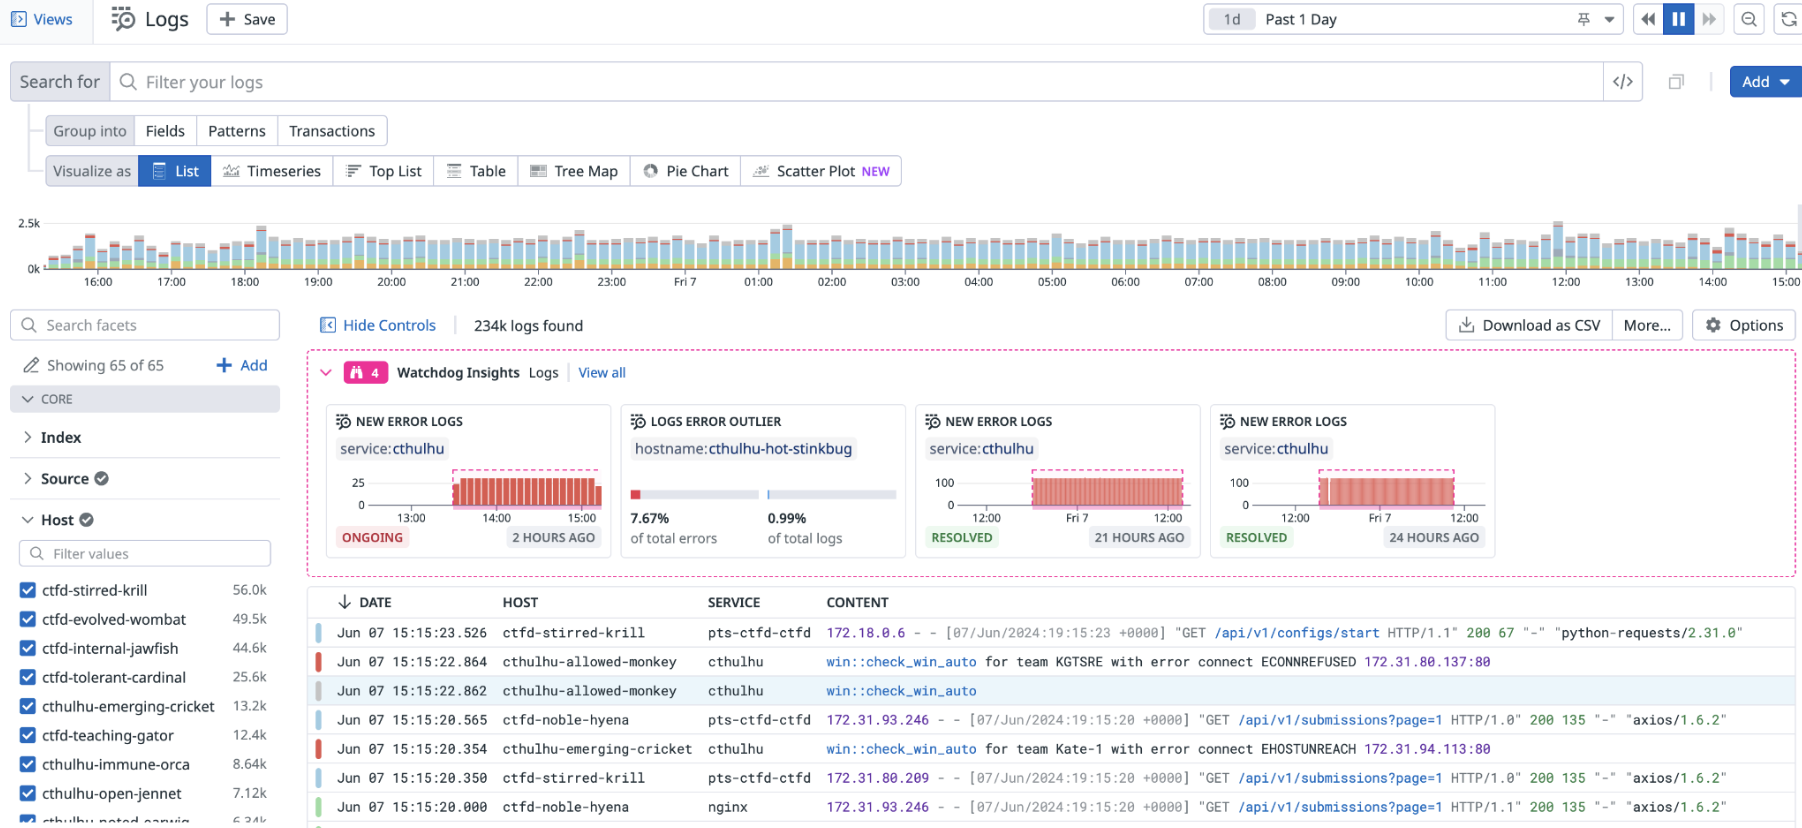 Views Logs + Save 1d Past 1 Day
Search for Filter your logs </> Add
Group into Fields Patterns Transactions
Visualize as List Timeseries Top List Table Tree Map Pie Chart Scatter Plot NEW
2.5k
0k
16:00 17:00 18:00 19:00 20:00 21:00 22:00 23:00 Fri 7 01:00 02:00 03:00 04:00 05:00 06:00 07:00 08:00 09:00 10:00 11:00 12:00 13:00 14:00 15:00
Search facets
Showing 65 of 65 + Add
CORE
Index
Source
Host
Filter values
ctfd-stirred-krill 56.0k
ctfd-evolved-wombat 49.5k
ctfd-internal-jawfish 44.6k
ctfd-tolerant-cardinal 25.6k
cthulhu-emerging-cricket 13.2k
ctfd-teaching-gator 12.4k
cthulhu-immune-orca 8.64k
cthulhu-open-jennet 7.12k
cthulhu-noted-earwig 6.34k
Hide Controls 234k logs found Download as CSV More... Options
4 Watchdog Insights Logs View all
NEW ERROR LOGS
service:cthulhu
25
0
13:00 14:00 15:00
ONGOING 2 HOURS AGO
LOGS ERROR OUTLIER
hostname:cthulhu-hot-stinkbug
7.67% 0.99%
of total errors of total logs
NEW ERROR LOGS
service:cthulhu
100
0
12:00 Fri 7 12:00
RESOLVED 21 HOURS AGO
NEW ERROR LOGS
service:cthulhu
100
0
12:00 Fri 7 12:00
RESOLVED 24 HOURS AGO
DATE HOST SERVICE CONTENT
Jun 07 15:15:23.526 ctfd-stirred-krill pts-ctfd-ctfd 172.18.0.6 - - [07/Jun/2024:19:15:23 +0000] "GET /api/v1/configs/start HTTP/1.1" 200 67 "-" "python-requests/2.31.0"
Jun 07 15:15:22.864 cthulhu-allowed-monkey cthulhu win::check_win_auto for team KGTSRE with error connect ECONNREFUSED 172.31.80.137:80
Jun 07 15:15:22.862 cthulhu-allowed-monkey cthulhu win::check_win_auto
Jun 07 15:15:20.565 ctfd-noble-hyena pts-ctfd-ctfd 172.31.93.246 - - [07/Jun/2024:19:15:20 +0000] "GET /api/v1/submissions?page=1 HTTP/1.0" 200 135 "-" "axios/1.6.2"
Jun 07 15:15:20.354 cthulhu-emerging-cricket cthulhu win::check_win_auto for team Kate-1 with error connect EHOSTUNREACH 172.31.94.113:80
Jun 07 15:15:20.350 ctfd-stirred-krill pts-ctfd-ctfd 172.31.80.209 - - [07/Jun/2024:19:15:20 +0000] "GET /api/v1/submissions?page=1 HTTP/1.0" 200 135 "-" "axios/1.6.2"
Jun 07 15:15:20.000 ctfd-noble-hyena nginx 172.31.93.246 - - [07/Jun/2024:19:15:20 +0000] "GET /api/v1/submissions?page=1 HTTP/1.1" 200 135 "-" "axios/1.6.2"